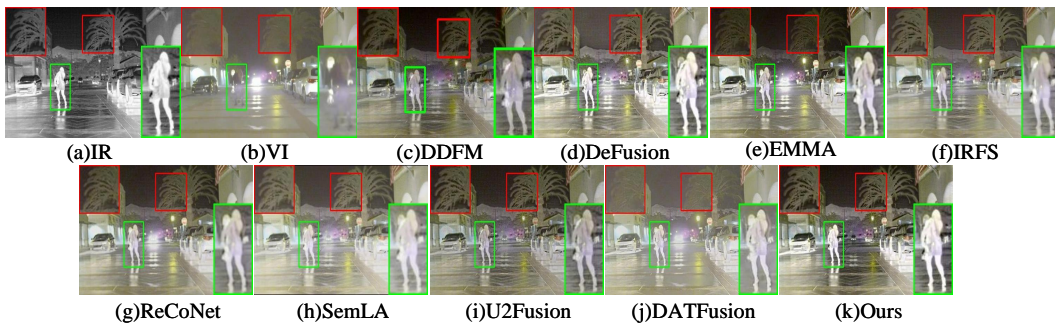 (a)IR (b)VI (c)DDFM (d)DeFusion (e)EMMA (f)IRFS
(g)ReCoNet (h)SemLA (i)U2Fusion (j)DATFusion (k)Ours